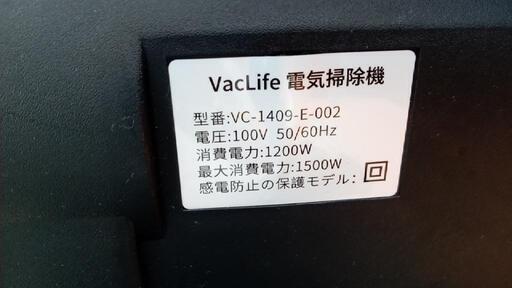 VacLife 電気掃除機
型番:VC-1409-E-002
電圧:100V 50/60Hz
消費電力:1200W
最大消費電力:1500W
感電防止の保護モデル: